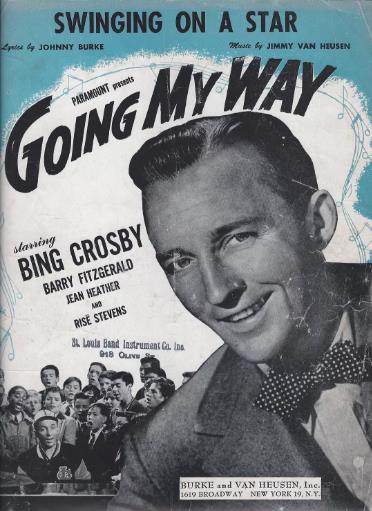 SWINGING ON A STAR
Lyrics by JOHNNY BURKE Music by JIMMY VAN HEUSEN
PARAMOUNT presents
GOING MY WAY
starring
BING CROSBY
BARRY FITZGERALD
JEAN HEATHER
AND
RISË STEVENS
St. Louis Band Instrument Co. Inc.
918 OLIVE ST.
BURKE and VAN HEUSEN, Inc.
1619 BROADWAY NEW YORK 19, N.Y.